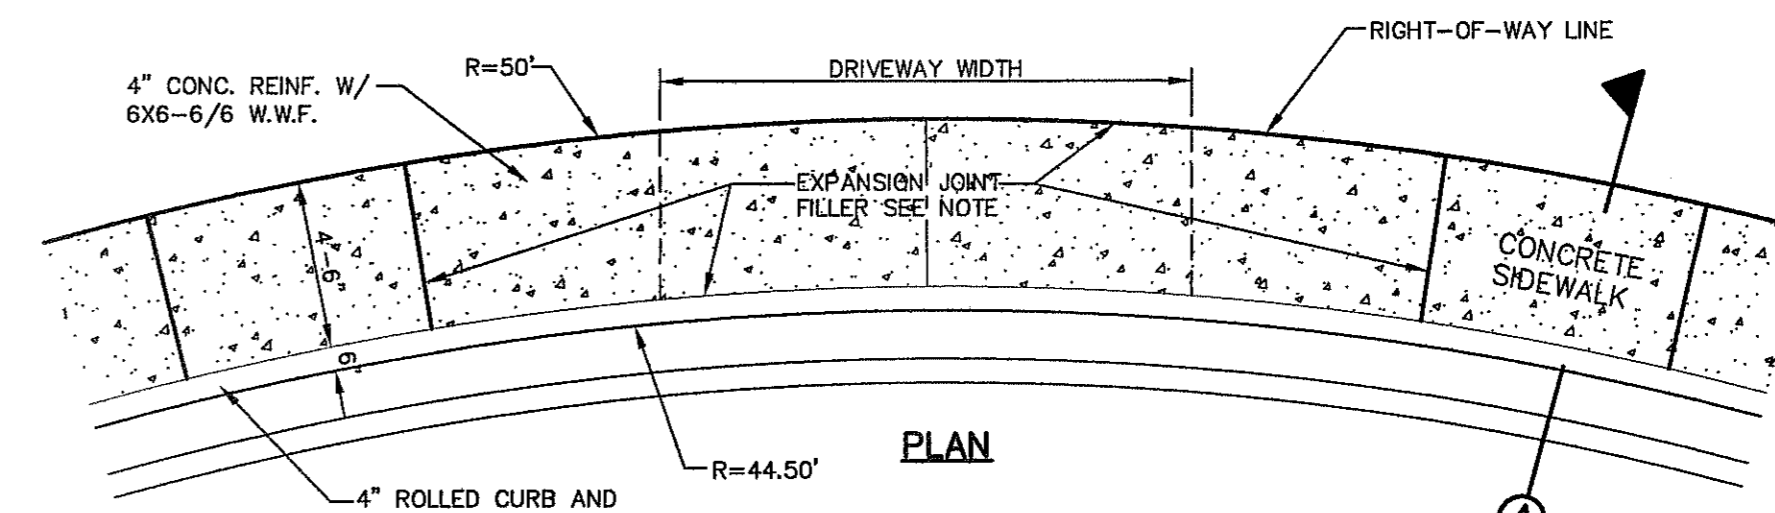 RIGHT-OF-WAY LINE
R=50'
DRIVEWAY WIDTH
4" CONC. REINF. W/
6X6-6/6 W.W.F.
EXPANSION JOINT
FILLER SEE NOTE
4'-6"
CONCRETE
SIDEWALK
6"
PLAN
R=44.50'
4" ROLLED CURB AND